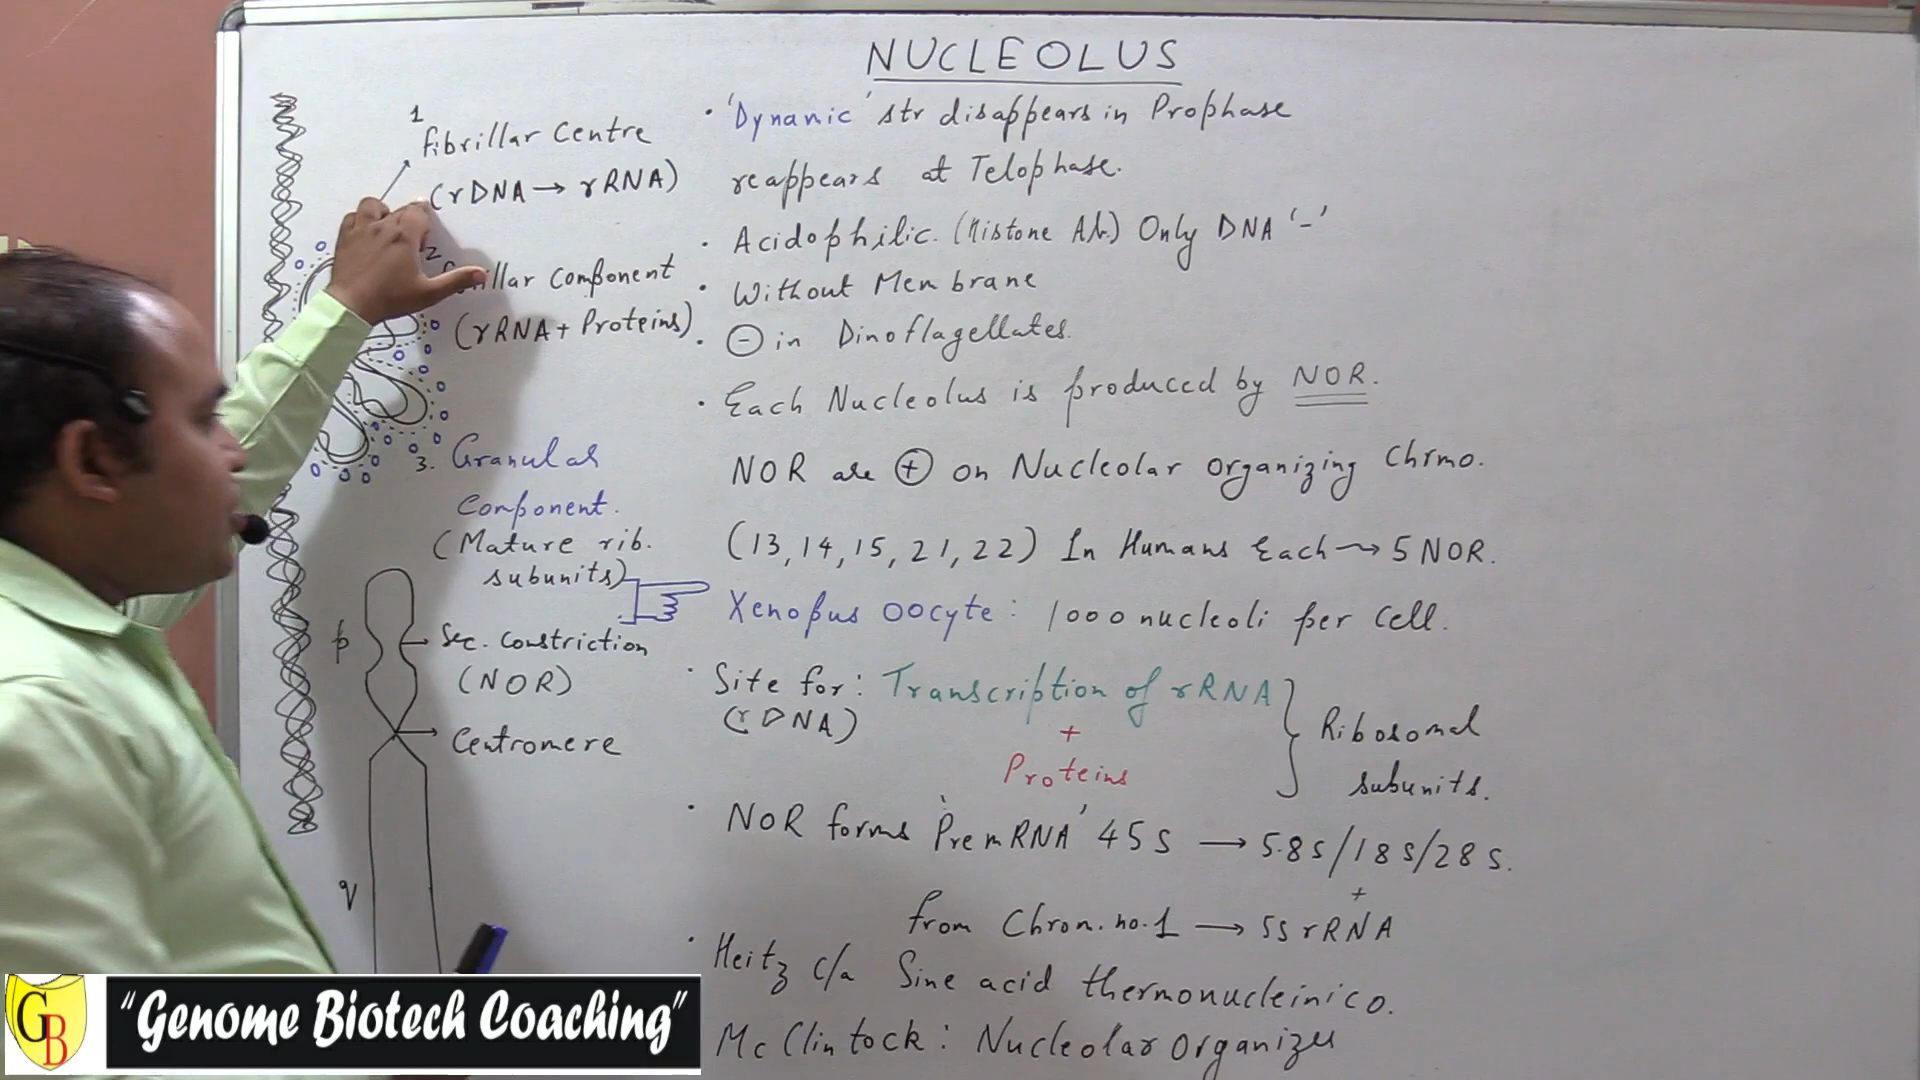 NUCLEOLUS
1
fibrillar Centre
(rDNA → rRNA)
2
illar Component
(rRNA + Proteins)
3. Granular
Component.
(Mature rib.
subunits)
p
Sec. constriction
(NOR)
Centromere
q
• 'Dynamic' str disappears in Prophase
reappears at Telophase.
• Acidophilic. (Histone Ab.) Only DNA '-'
• Without Membrane
• ⊖ in Dinoflagellates.
• Each Nucleolus is produced by NOR.
NOR are ⊕ on Nucleolar Organizing Chrmo.
(13, 14, 15, 21, 22) In Humans Each → 5 NOR.
Xenopus Oocyte: 1000 nucleoli per cell.
• Site for: Transcription of rRNA
(rDNA)
+
Proteins
Ribosomal
subunits.
• NOR forms 'Pre mRNA' 45S → 5.8S/18S/28S.
+
from Chrom. no. 1 → 5S rRNA
• Heitz c/a Sine acid thermonucleinico.
McClintock: Nucleolar Organizer
GB
"Genome Biotech Coaching"